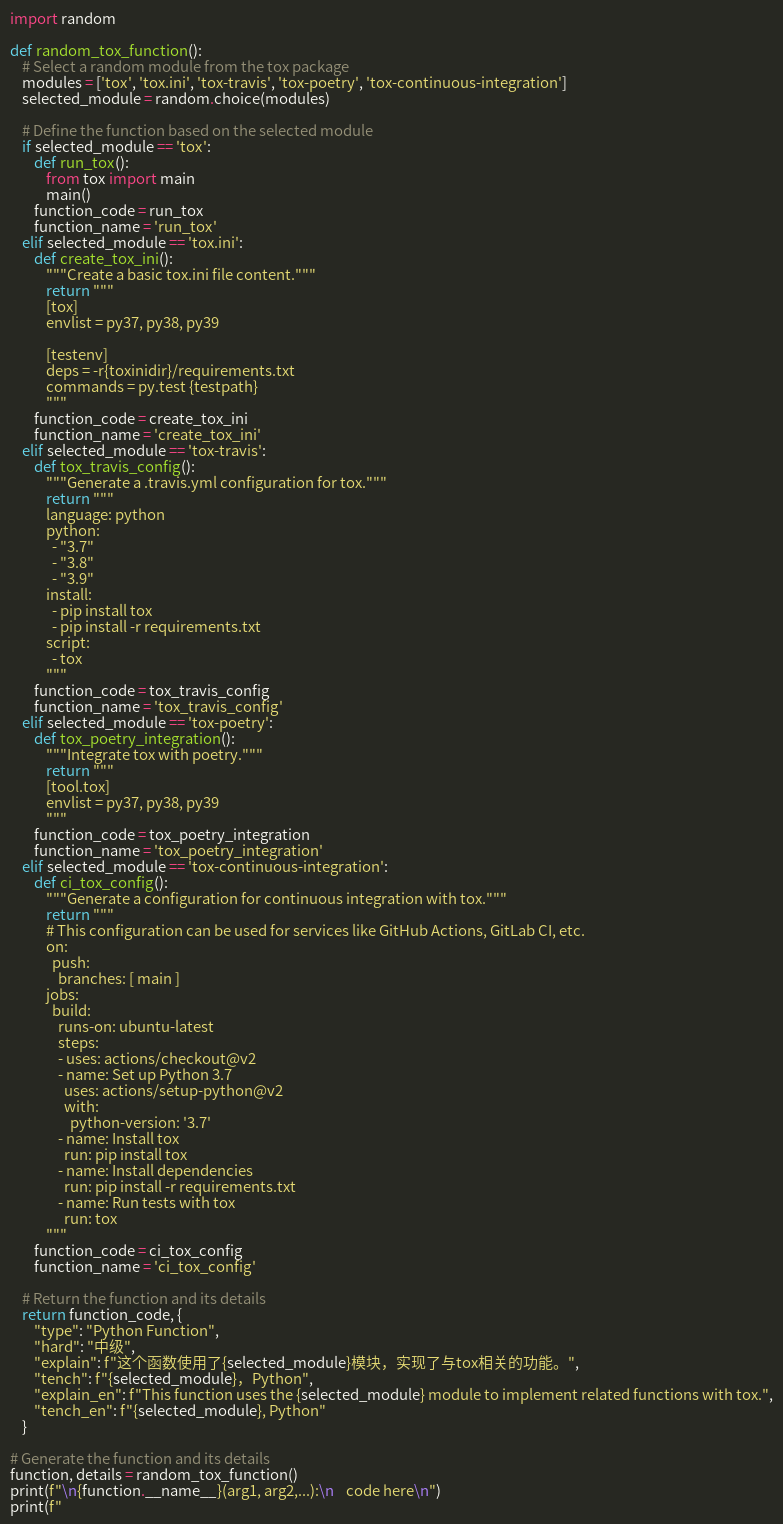 import random

def random_tox_function():
    # Select a random module from the tox package
    modules = ['tox', 'tox.ini', 'tox-travis', 'tox-poetry', 'tox-continuous-integration']
    selected_module = random.choice(modules)

    # Define the function based on the selected module
    if selected_module == 'tox':
        def run_tox():
            from tox import main
            main()
        function_code = run_tox
        function_name = 'run_tox'
    elif selected_module == 'tox.ini':
        def create_tox_ini():
            """Create a basic tox.ini file content."""
            return """
            [tox]
            envlist = py37, py38, py39

            [testenv]
            deps = -r{toxinidir}/requirements.txt
            commands = py.test {testpath}
            """
        function_code = create_tox_ini
        function_name = 'create_tox_ini'
    elif selected_module == 'tox-travis':
        def tox_travis_config():
            """Generate a .travis.yml configuration for tox."""
            return """
            language: python
            python:
              - "3.7"
              - "3.8"
              - "3.9"
            install:
              - pip install tox
              - pip install -r requirements.txt
            script:
              - tox
            """
        function_code = tox_travis_config
        function_name = 'tox_travis_config'
    elif selected_module == 'tox-poetry':
        def tox_poetry_integration():
            """Integrate tox with poetry."""
            return """
            [tool.tox]
            envlist = py37, py38, py39
            """
        function_code = tox_poetry_integration
        function_name = 'tox_poetry_integration'
    elif selected_module == 'tox-continuous-integration':
        def ci_tox_config():
            """Generate a configuration for continuous integration with tox."""
            return """
            # This configuration can be used for services like GitHub Actions, GitLab CI, etc.
            on:
              push:
                branches: [ main ]
            jobs:
              build:
                runs-on: ubuntu-latest
                steps:
                - uses: actions/checkout@v2
                - name: Set up Python 3.7
                  uses: actions/setup-python@v2
                  with:
                    python-version: '3.7'
                - name: Install tox
                  run: pip install tox
                - name: Install dependencies
                  run: pip install -r requirements.txt
                - name: Run tests with tox
                  run: tox
            """
        function_code = ci_tox_config
        function_name = 'ci_tox_config'

    # Return the function and its details
    return function_code, {
        "type": "Python Function",
        "hard": "中级",
        "explain": f"这个函数使用了{selected_module}模块，实现了与tox相关的功能。",
        "tench": f"{selected_module}，Python",
        "explain_en": f"This function uses the {selected_module} module to implement related functions with tox.",
        "tench_en": f"{selected_module}, Python"
    }

# Generate the function and its details
function, details = random_tox_function()
print(f"\n{function.__name__}(arg1, arg2,...):\n    code here\n")
print(f"